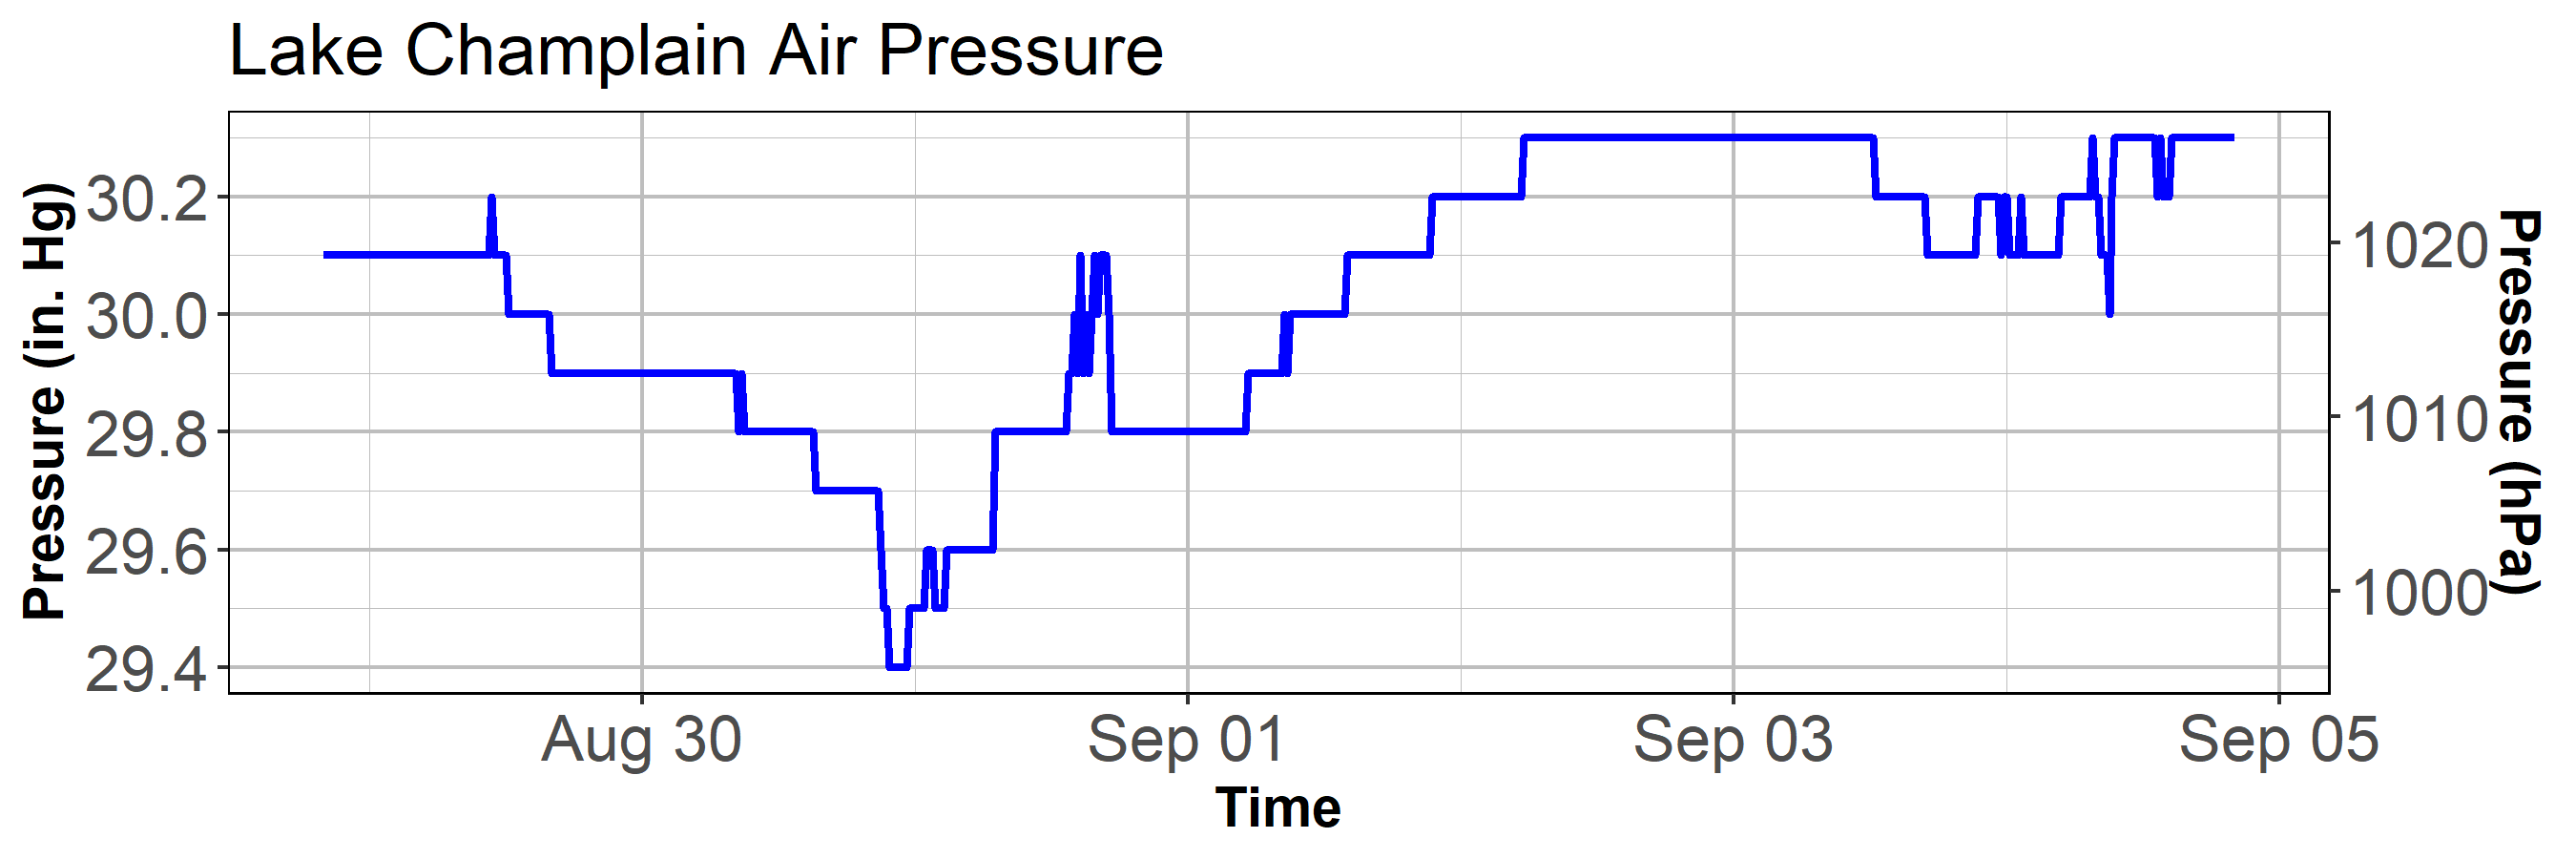 Lake Champlain Air Pressure
Pressure (in. Hg)
30.2
30.0
29.8
29.6
29.4
1020
1010
1000
Pressure (hPa)
Aug 30
Sep 01
Sep 03
Sep 05
Time